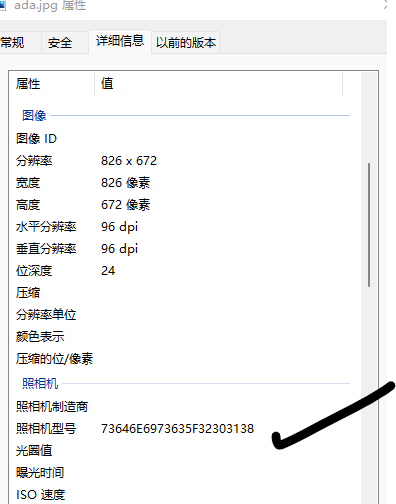 ada.jpg 属性
常规 安全 详细信息 以前的版本
属性 值
图像
图像 ID
分辨率 826 x 672
宽度 826 像素
高度 672 像素
水平分辨率 96 dpi
垂直分辨率 96 dpi
位深度 24
压缩
分辨率单位
颜色表示
压缩的位/像素
照相机
照相机制造商
照相机型号 73646E6973635F32303138
光圈值
曝光时间
ISO 速度